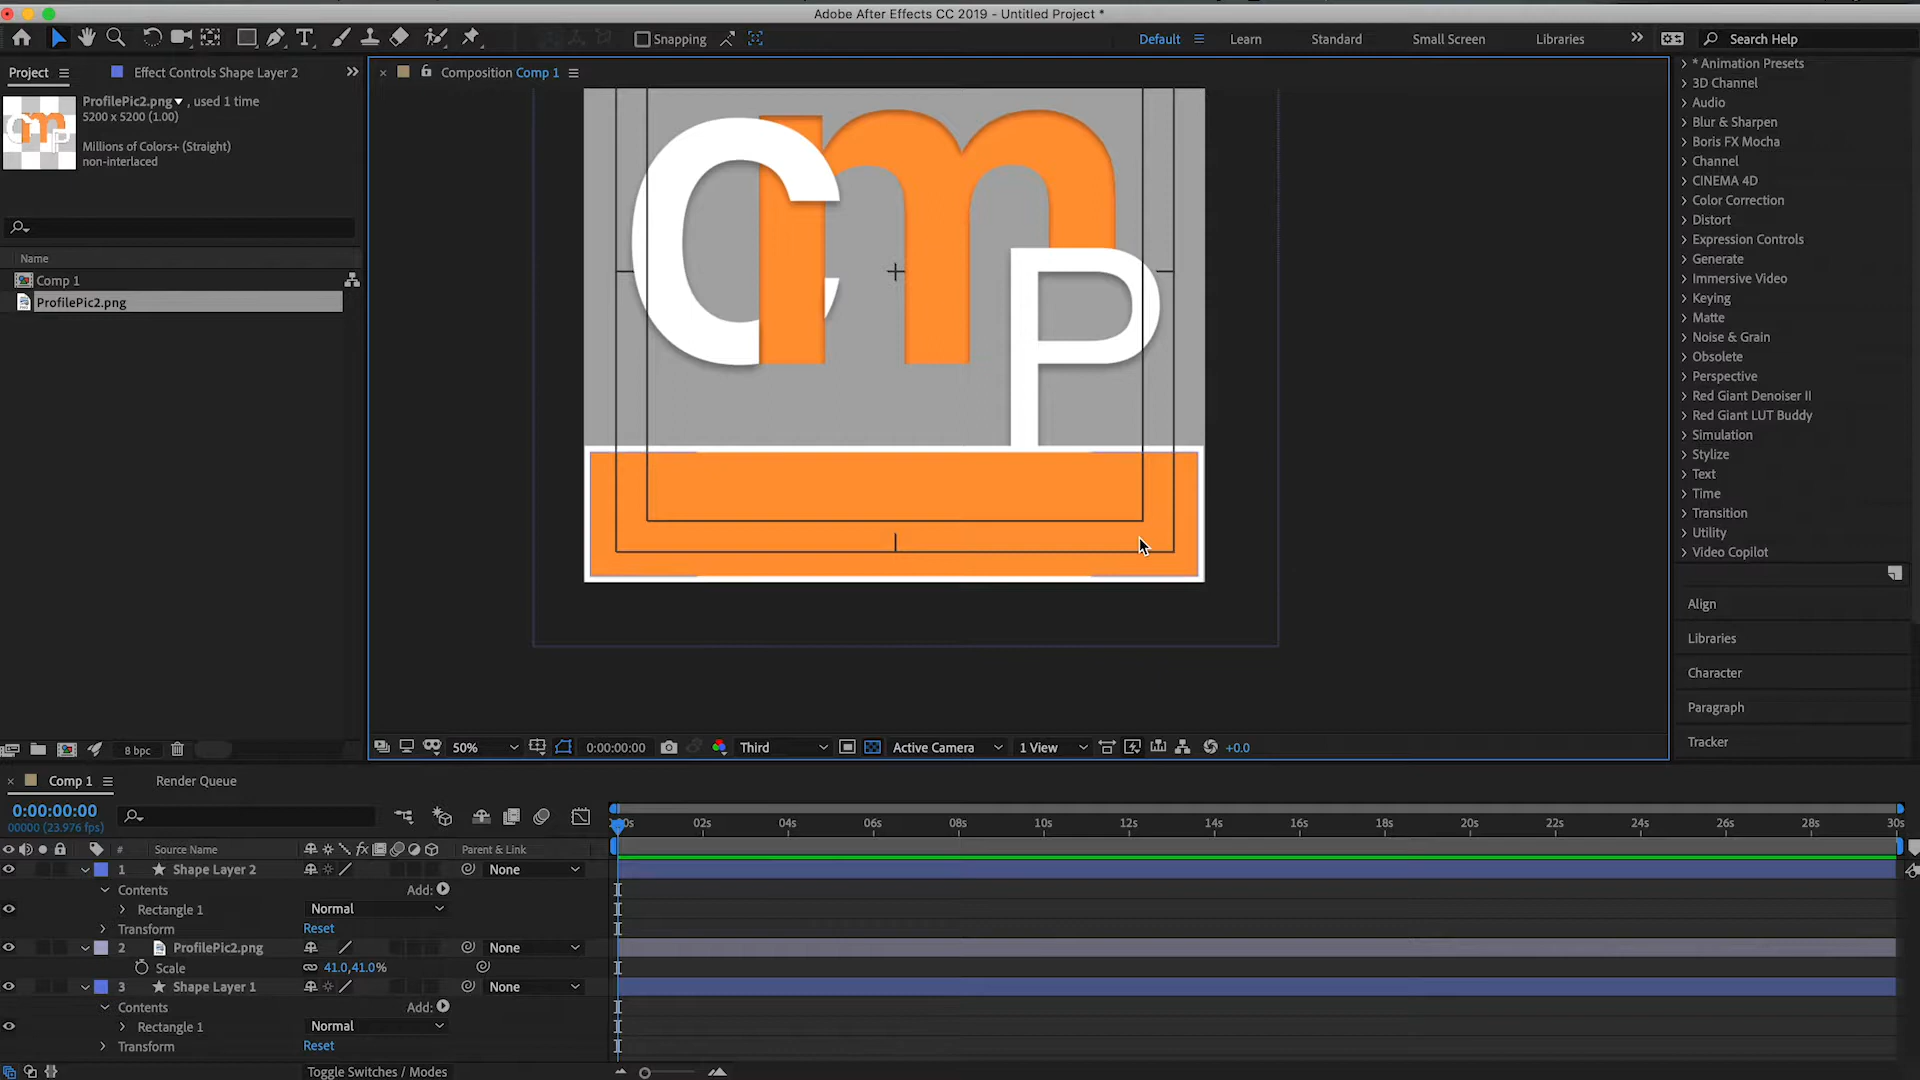 Adobe After Effects CC 2019 - Untitled Project *
Snapping
Default
Learn
Standard
Small Screen
Libraries
Search Help
Project
Effect Controls Shape Layer 2
Composition Comp 1
ProfilePic2.png , used 1 time
5200 x 5200 (1.00)
Millions of Colors+ (Straight)
non-interlaced
Name
Comp 1
ProfilePic2.png
c m P
* Animation Presets
3D Channel
Audio
Blur & Sharpen
Boris FX Mocha
Channel
CINEMA 4D
Color Correction
Distort
Expression Controls
Generate
Immersive Video
Keying
Matte
Noise & Grain
Obsolete
Perspective
Red Giant Denoiser II
Red Giant LUT Buddy
Simulation
Stylize
Text
Time
Transition
Utility
Video Copilot
Align
Libraries
Character
Paragraph
Tracker
8 bpc
50%
0:00:00:00
Third
Active Camera
1 View
+0.0
Comp 1
Render Queue
0:00:00:00
00000 (23.976 fps)
02s 04s 06s 08s 10s 12s 14s 16s 18s 20s 22s 24s 26s 28s 30s
# Source Name Parent & Link
1 Shape Layer 2 None
Contents Add:
Rectangle 1 Normal
Transform Reset
2 ProfilePic2.png None
Scale 41.0,41.0%
3 Shape Layer 1 None
Contents Add:
Rectangle 1 Normal
Transform Reset
Toggle Switches / Modes